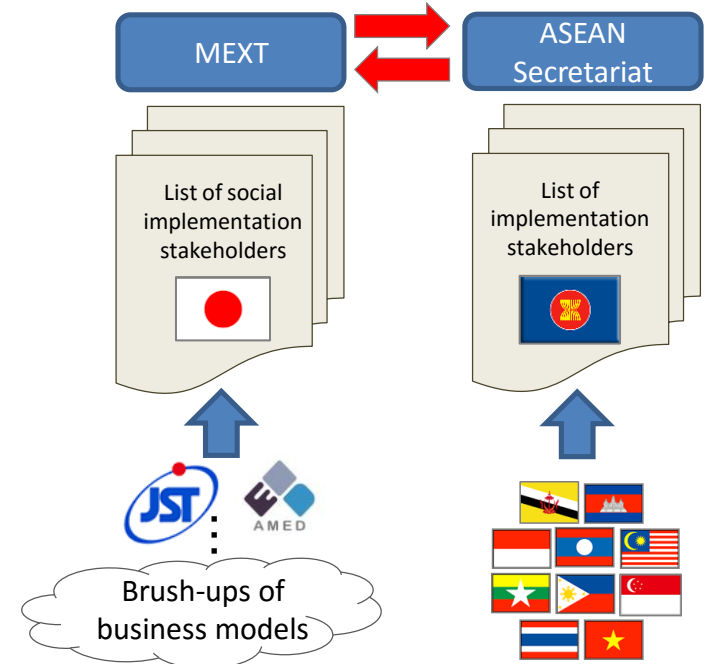 MEXT
ASEAN
Secretariat
List of social
implementation
stakeholders
List of
implementation
stakeholders
JST
AMED
Brush-ups of
business models